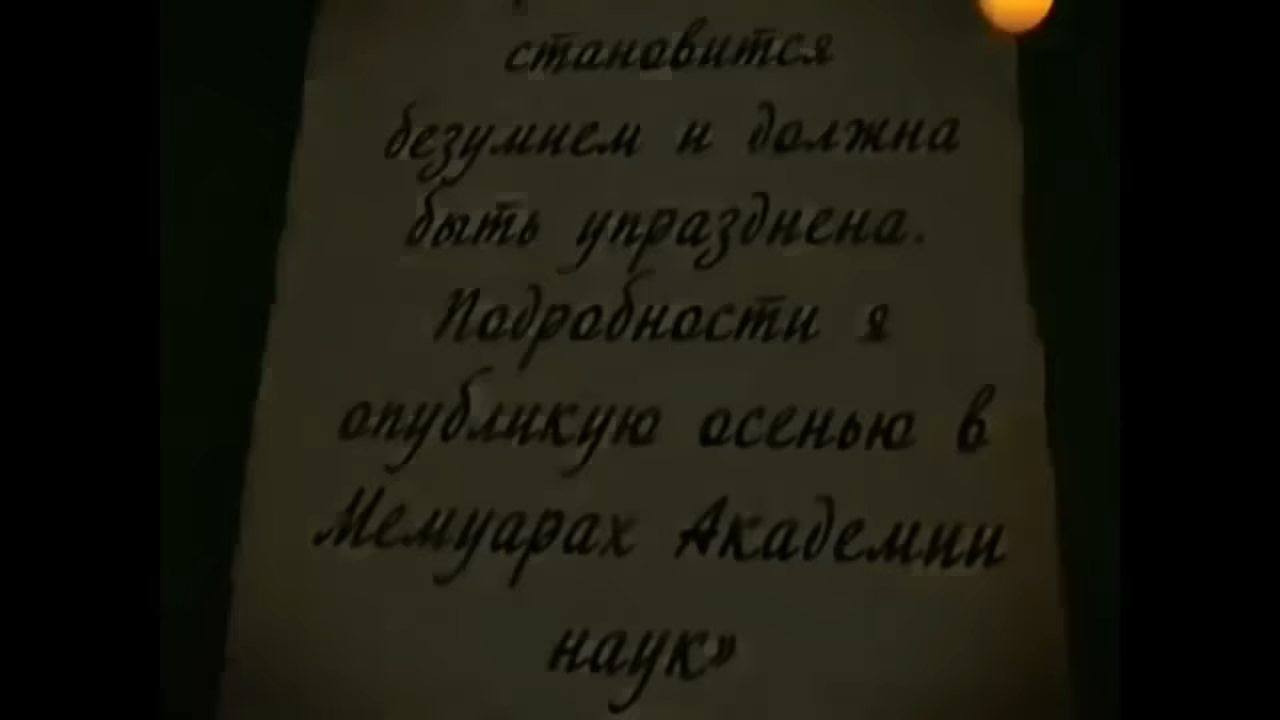 становится
безумием и должна
быть упразднена.
Подробности я
опубликую осенью в
Мемуарах Академии
наук»